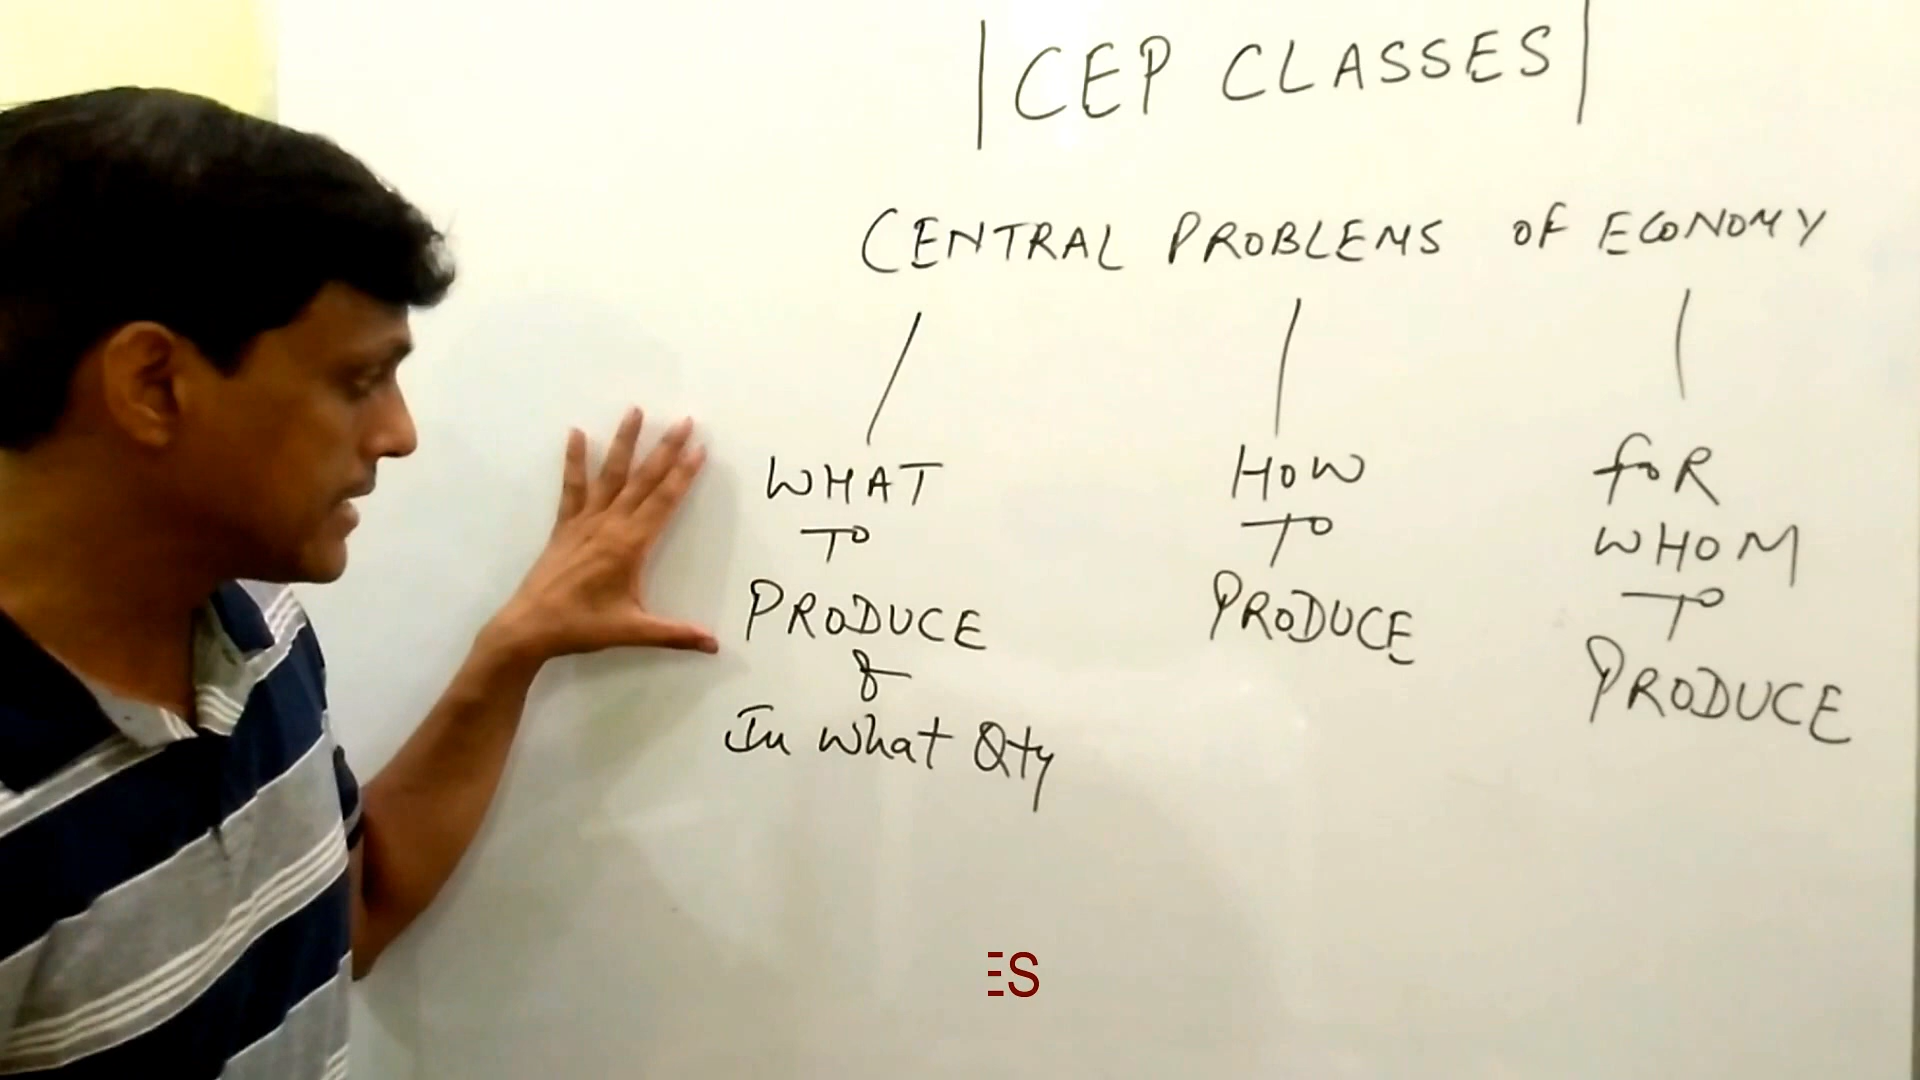 CEP CLASSES
CENTRAL PROBLEMS OF ECONOMY
WHAT
TO
PRODUCE
&
In What Qty
HOW
TO
PRODUCE
FOR
WHOM
TO
PRODUCE
ES